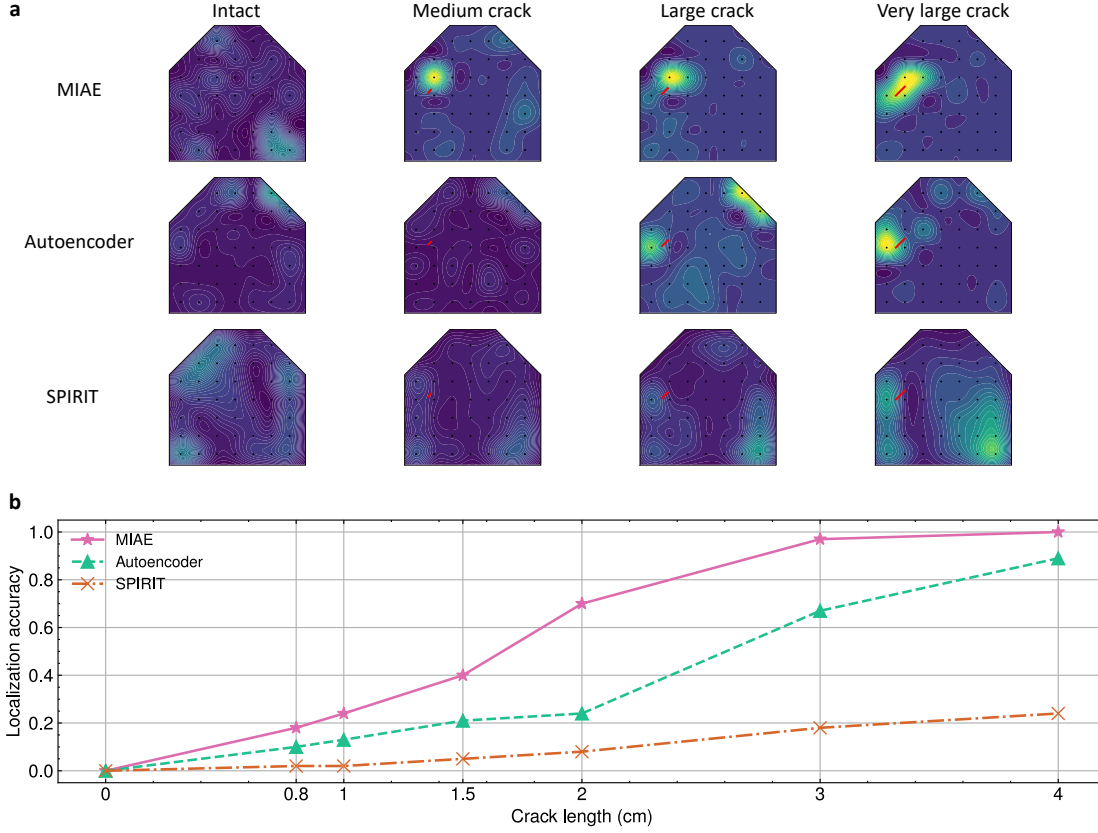 a
Intact
Medium crack
Large crack
Very large crack
MIAE
Autoencoder
SPIRIT
b
1.0
0.8
0.6
0.4
0.2
0.0
Localization accuracy
MIAE
Autoencoder
SPIRIT
0
0.8
1
1.5
2
3
4
Crack length (cm)